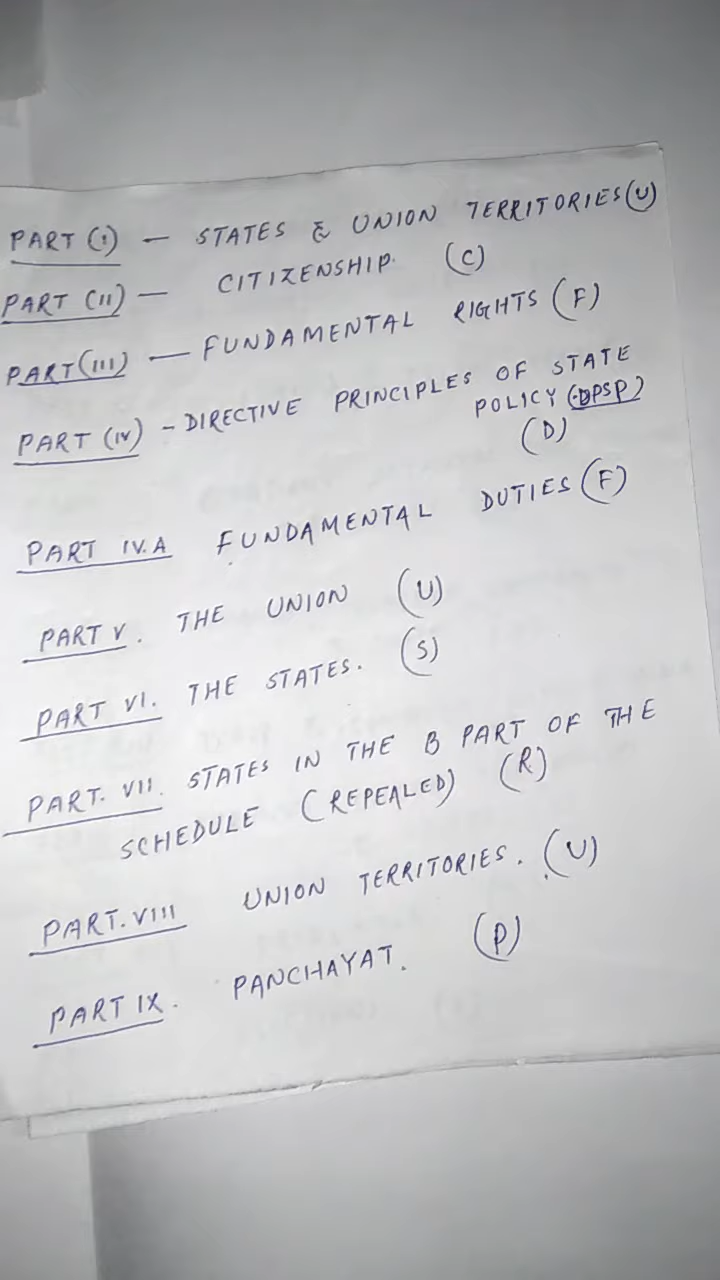 PART (I) — STATES & UNION TERRITORIES (U)
PART (II) — CITIZENSHIP. (C)
PART (III) — FUNDAMENTAL RIGHTS (F)
PART (IV) - DIRECTIVE PRINCIPLES OF STATE
POLICY (DPSP)
(D)
PART IV.A FUNDAMENTAL DUTIES (F)
PART V. THE UNION (U)
PART VI. THE STATES. (S)
PART. VII. STATES IN THE B PART OF THE
SCHEDULE (REPEALED) (R)
PART. VIII UNION TERRITORIES. (U)
PART IX. PANCHAYAT. (P)